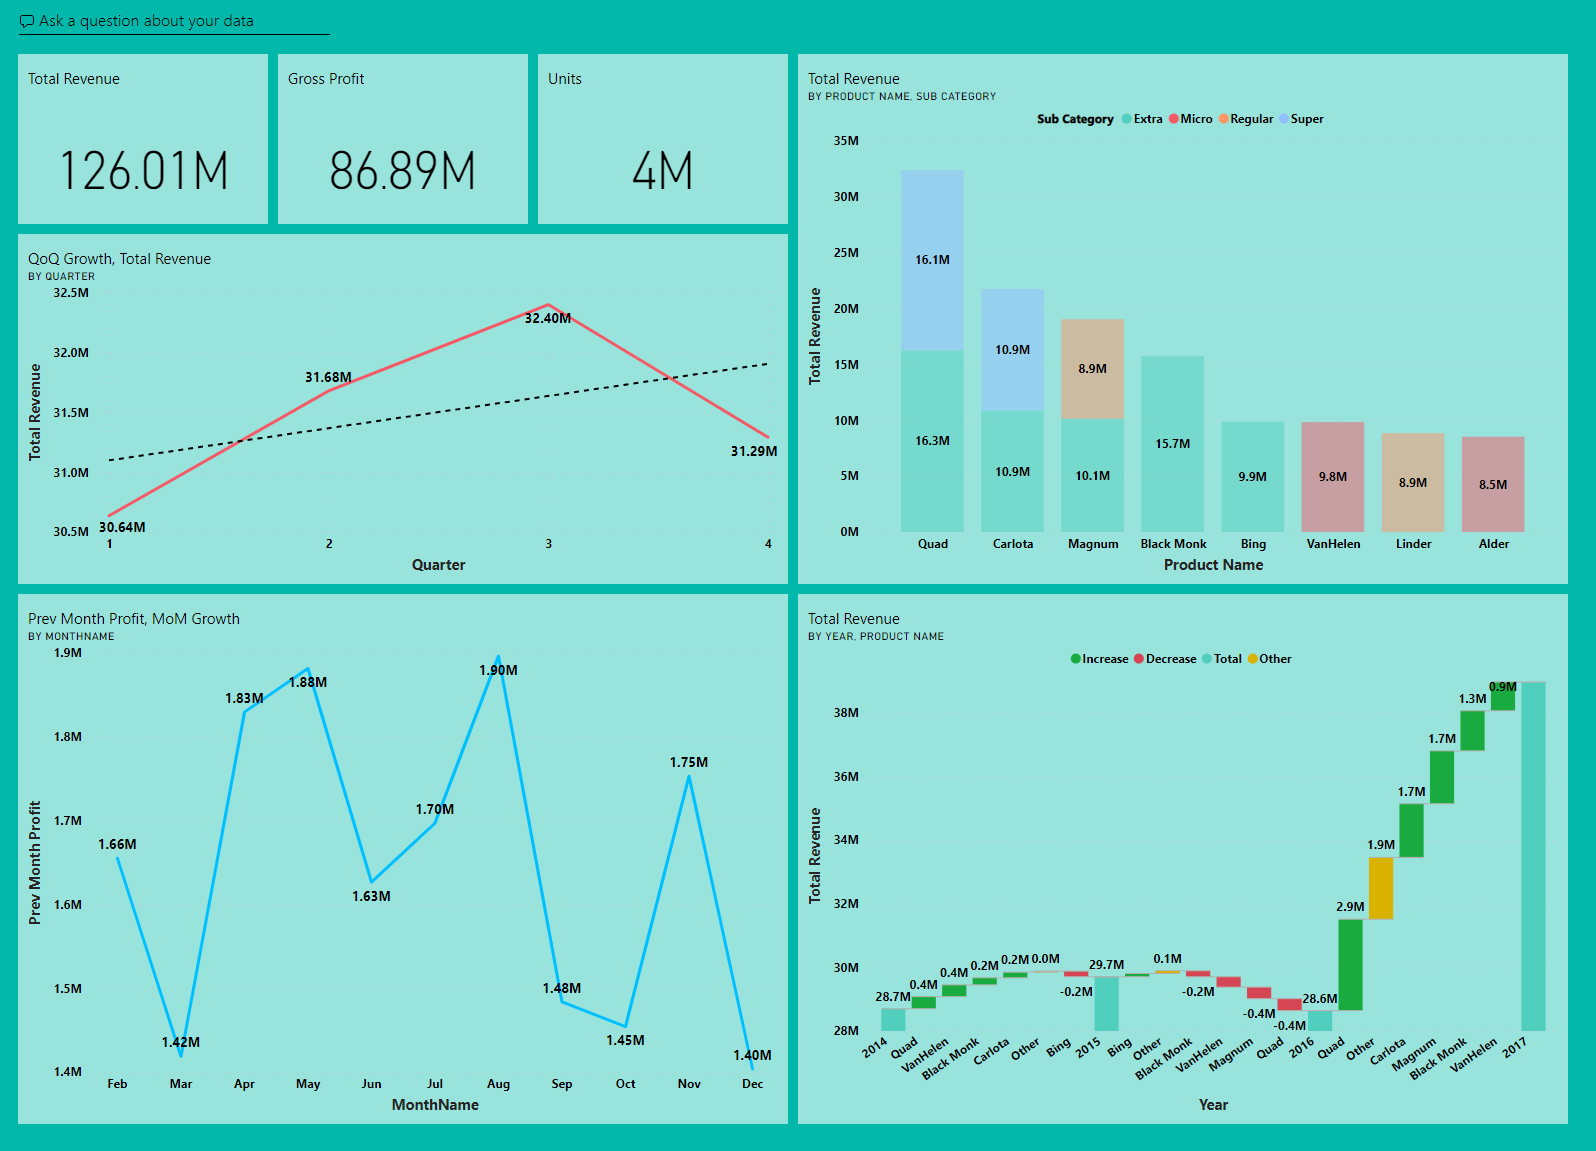 Ask a question about your data
Total Revenue
126.01M
Gross Profit
86.89M
Units
4M
QoQ Growth, Total Revenue
BY QUARTER
32.5M
32.0M
31.5M
31.0M
30.5M
Total Revenue
30.64M
31.68M
32.40M
31.29M
1 2 3 4
Quarter
Total Revenue
BY PRODUCT NAME, SUB CATEGORY
Sub Category Extra Micro Regular Super
35M
30M
25M
20M
15M
10M
5M
0M
Total Revenue
16.1M
16.3M
10.9M
10.9M
8.9M
10.1M
15.7M
9.9M
9.8M
8.9M
8.5M
Quad Carlota Magnum Black Monk Bing VanHelen Linder Alder
Product Name
Prev Month Profit, MoM Growth
BY MONTHNAME
1.9M
1.8M
1.7M
1.6M
1.5M
1.4M
Prev Month Profit
1.66M
1.42M
1.83M
1.88M
1.63M
1.70M
1.90M
1.48M
1.45M
1.75M
1.40M
Feb Mar Apr May Jun Jul Aug Sep Oct Nov Dec
MonthName
Total Revenue
BY YEAR, PRODUCT NAME
Increase Decrease Total Other
38M
36M
34M
32M
30M
28M
Total Revenue
28.7M
0.4M
0.4M
0.2M
0.2M
0.0M
-0.2M
29.7M
0.1M
-0.2M
-0.4M
-0.4M
28.6M
2.9M
1.9M
1.7M
1.7M
1.3M
0.9M
2014 Quad VanHelen Black Monk Carlota Other Bing 2015 Bing Other Black Monk VanHelen Magnum Quad 2016 Quad Other Carlota Magnum Black Monk VanHelen 2017
Year